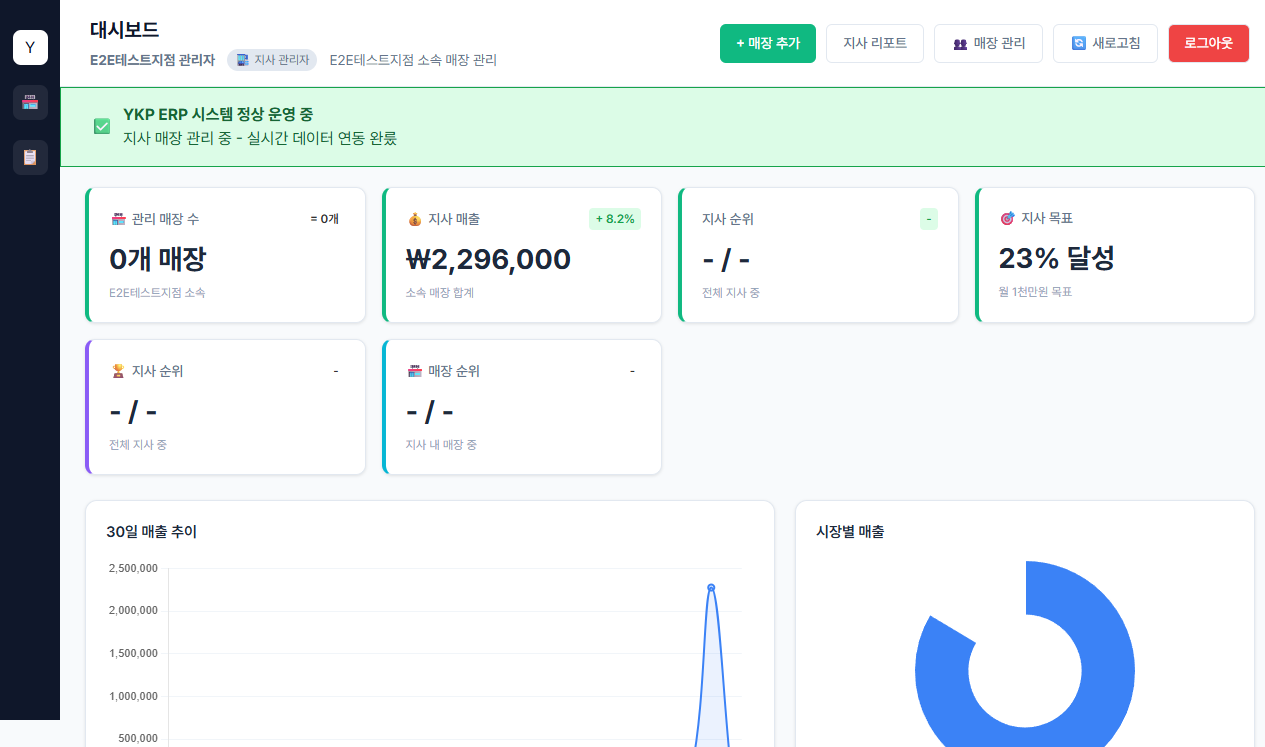 Y
대시보드
E2E테스트지점 관리자 지사 관리자 E2E테스트지점 소속 매장 관리
+ 매장 추가
지사 리포트
매장 관리
새로고침
로그아웃
YKP ERP 시스템 정상 운영 중
지사 매장 관리 중 - 실시간 데이터 연동 완료
관리 매장 수
= 0개
0개 매장
E2E테스트지점 소속
지사 매출
+ 8.2%
₩2,296,000
소속 매장 합계
지사 순위
-
- / -
전체 지사 중
지사 목표
23% 달성
월 1천만원 목표
지사 순위
-
- / -
전체 지사 중
매장 순위
-
- / -
지사 내 매장 중
30일 매출 추이
2,500,000
2,000,000
1,500,000
1,000,000
500,000
시장별 매출